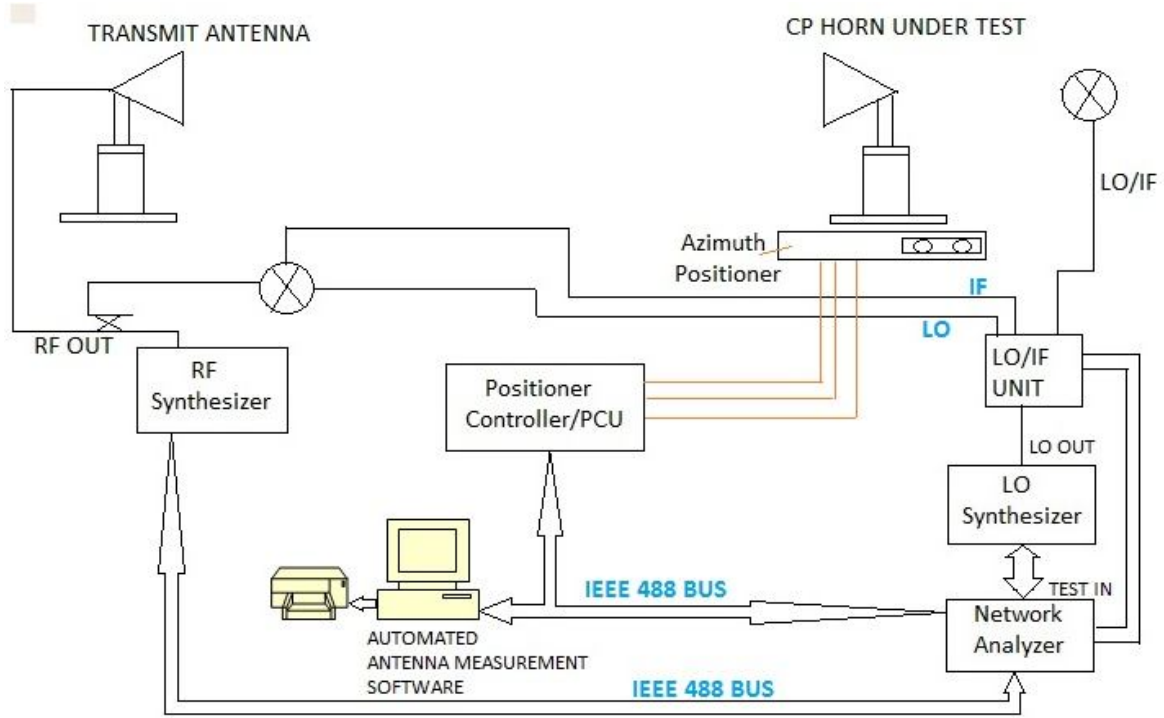 TRANSMIT ANTENNA
CP HORN UNDER TEST
LO/IF
Azimuth
Positioner
IF
LO
RF OUT
RF
Synthesizer
Positioner
Controller/PCU
LO/IF
UNIT
LO OUT
LO
Synthesizer
IEEE 488 BUS
TEST IN
Network
Analyzer
AUTOMATED
ANTENNA MEASUREMENT
SOFTWARE
IEEE 488 BUS